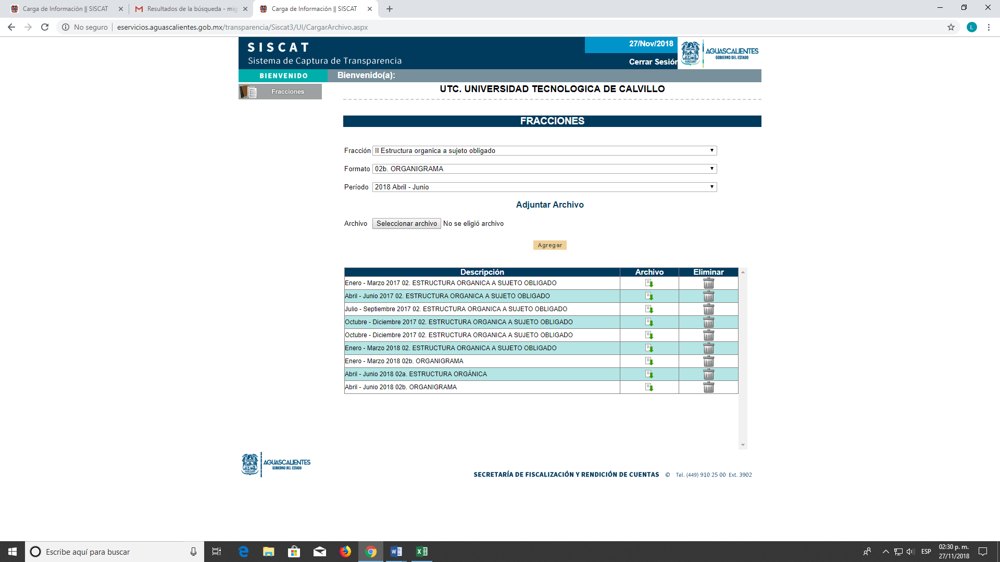 Carga de Información || SISCAT
Resultados de la búsqueda - mig
Carga de Información || SISCAT
No seguro
eservicios.aguascalientes.gob.mx/transparencia/Siscat3/UI/CargarArchivo.aspx
L
SISCAT
Sistema de Captura de Transparencia
27/Nov/2018
Cerrar Sesión
AGUASCALIENTES
GOBIERNO DEL ESTADO
BIENVENIDO
Bienvenido(a):
Fracciones
UTC. UNIVERSIDAD TECNOLOGICA DE CALVILLO
FRACCIONES
Fracción II Estructura organica a sujeto obligado
Formato 02b. ORGANIGRAMA
Período 2018 Abril - Junio
Adjuntar Archivo
Archivo Seleccionar archivo No se eligió archivo
Agregar
Descripción Archivo Eliminar
Enero - Marzo 2017 02. ESTRUCTURA ORGANICA A SUJETO OBLIGADO
Abril - Junio 2017 02. ESTRUCTURA ORGANICA A SUJETO OBLIGADO
Julio - Septiembre 2017 02. ESTRUCTURA ORGANICA A SUJETO OBLIGADO
Octubre - Diciembre 2017 02. ESTRUCTURA ORGANICA A SUJETO OBLIGADO
Octubre - Diciembre 2017 02. ESTRUCTURA ORGANICA A SUJETO OBLIGADO
Enero - Marzo 2018 02. ESTRUCTURA ORGANICA A SUJETO OBLIGADO
Enero - Marzo 2018 02b. ORGANIGRAMA
Abril - Junio 2018 02a. ESTRUCTURA ORGÁNICA
Abril - Junio 2018 02b. ORGANIGRAMA
AGUASCALIENTES
GOBIERNO DEL ESTADO
SECRETARÍA DE FISCALIZACIÓN Y RENDICIÓN DE CUENTAS © Tel. (449) 910 25 00 Ext. 3902
Escribe aquí para buscar
ESP
02:30 p. m.
27/11/2018